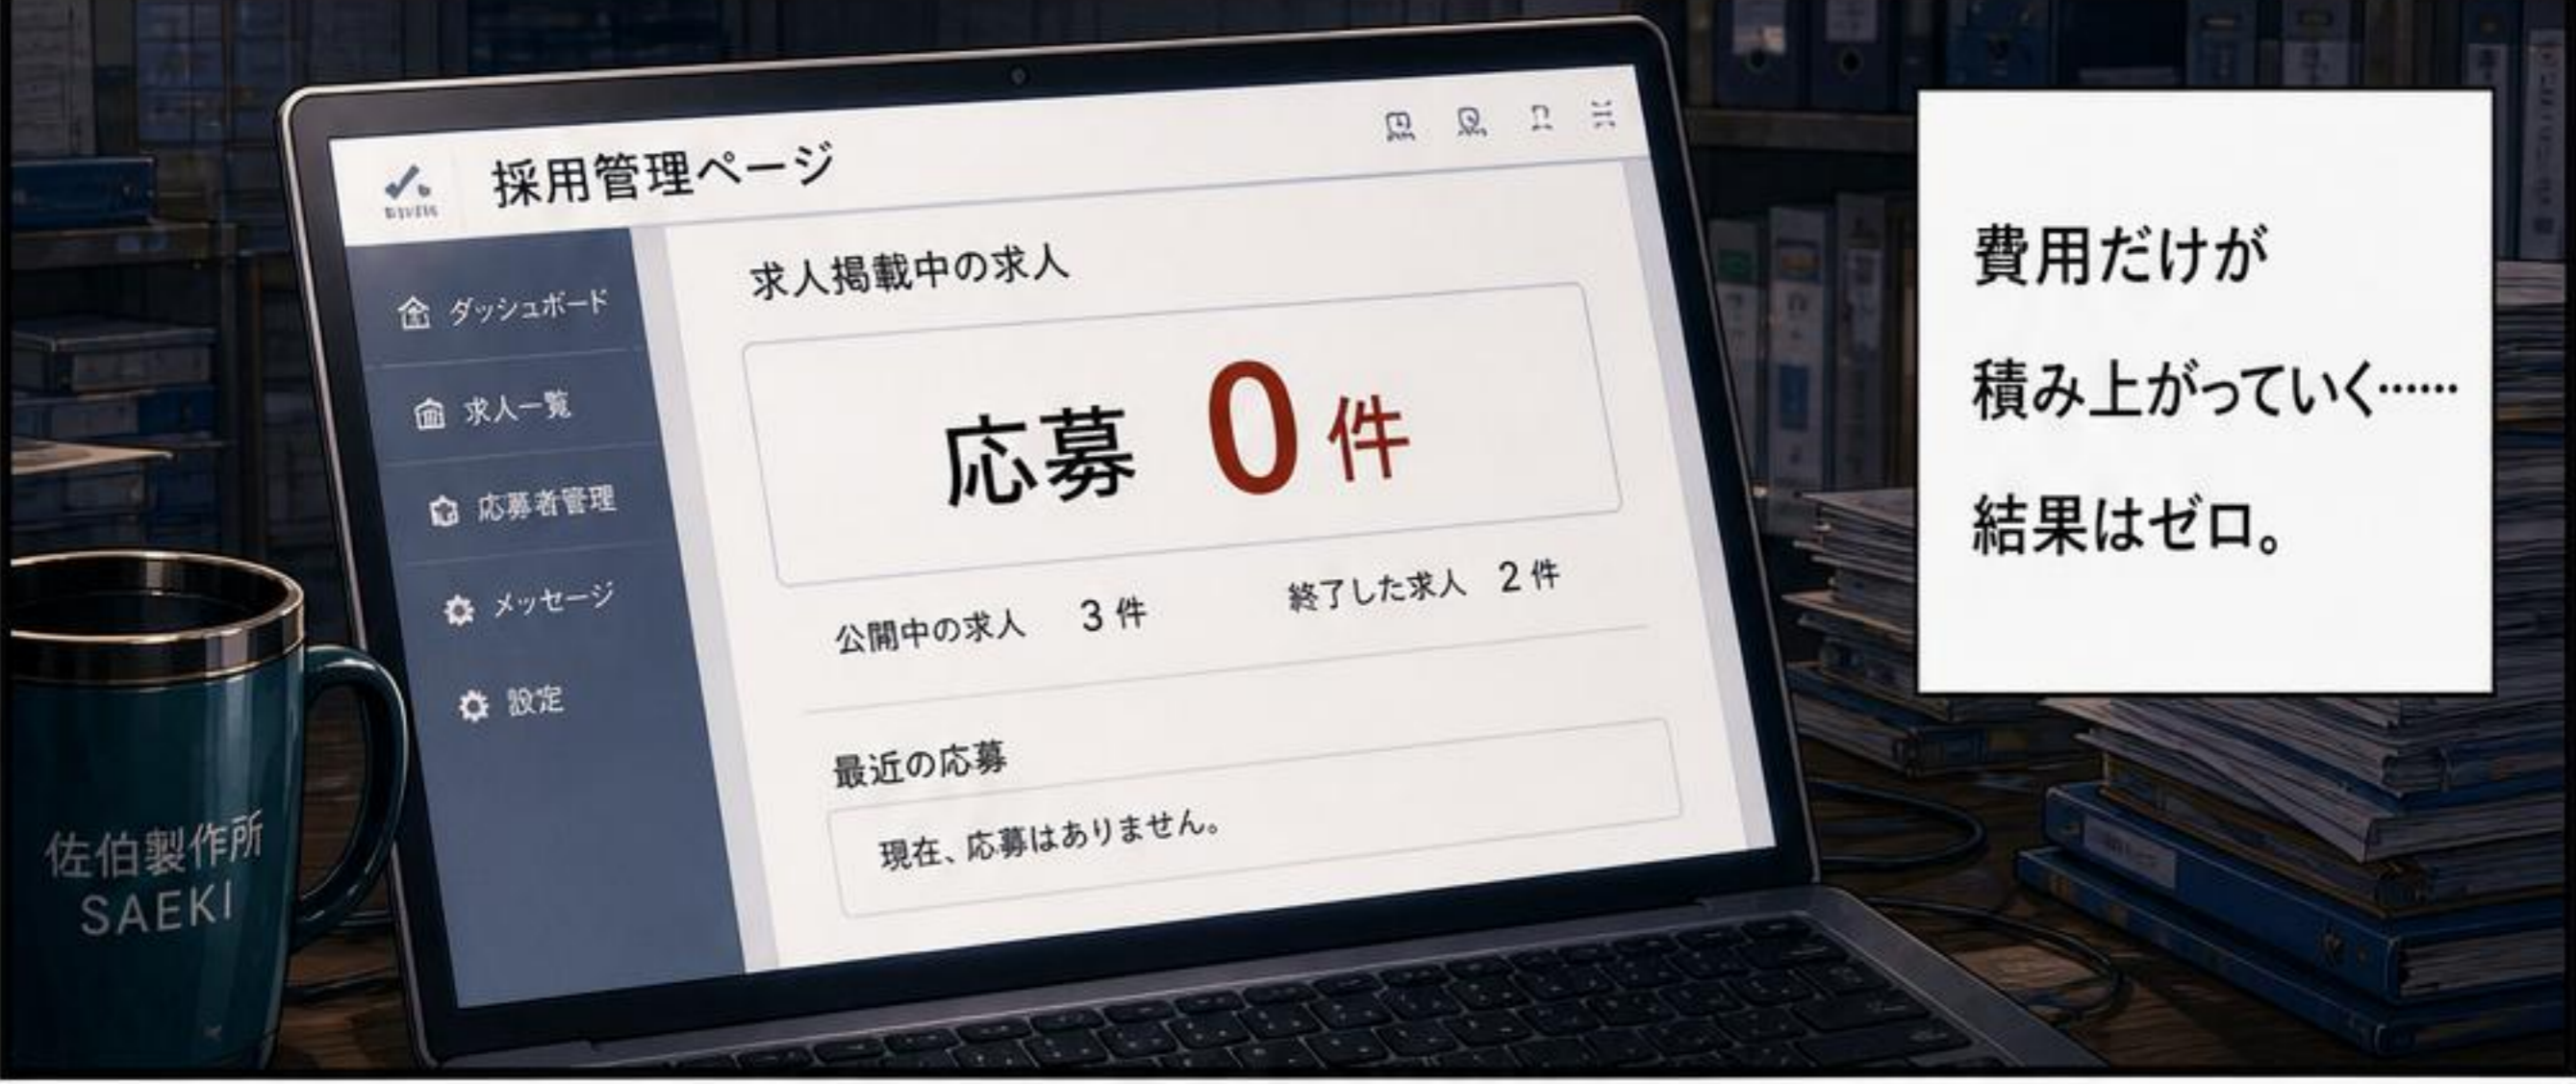 採用管理ページ
ダッシュボード
求人一覧
応募者管理
メッセージ
設定
求人掲載中の求人
応募 0件
公開中の求人 3件
終了した求人 2件
最近の応募
現在、応募はありません。
費用だけが
積み上がっていく……
結果はゼロ。
佐伯製作所
SAEKI